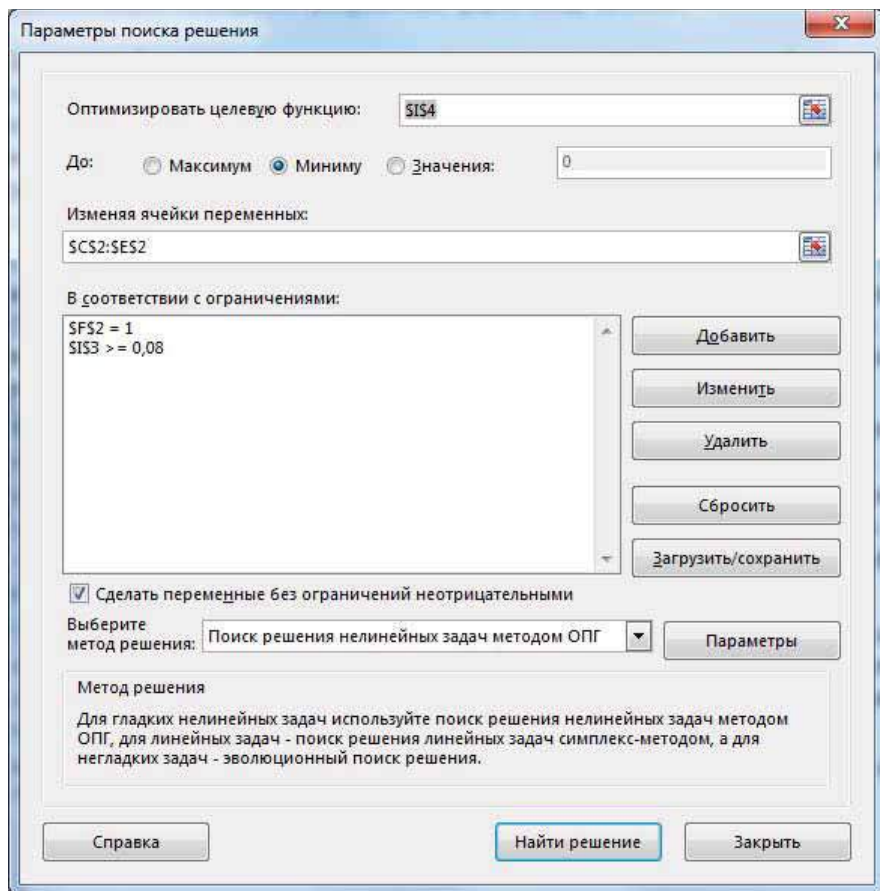 Параметры поиска решения
Оптимизировать целевую функцию:
$I$4
До:
Максимум
Миниму
Значения:
0
Изменяя ячейки переменных:
$C$2:$E$2
В соответствии с ограничениями:
$F$2 = 1
$I$3 > = 0,08
Добавить
Изменить
Удалить
Сбросить
Загрузить/сохранить
Сделать переменные без ограничений неотрицательными
Выберите
метод решения:
Поиск решения нелинейных задач методом ОПГ
Параметры
Метод решения
Для гладких нелинейных задач используйте поиск решения нелинейных задач методом
ОПГ, для линейных задач - поиск решения линейных задач симплекс-методом, а для
негладких задач - эволюционный поиск решения.
Справка
Найти решение
Закрыть